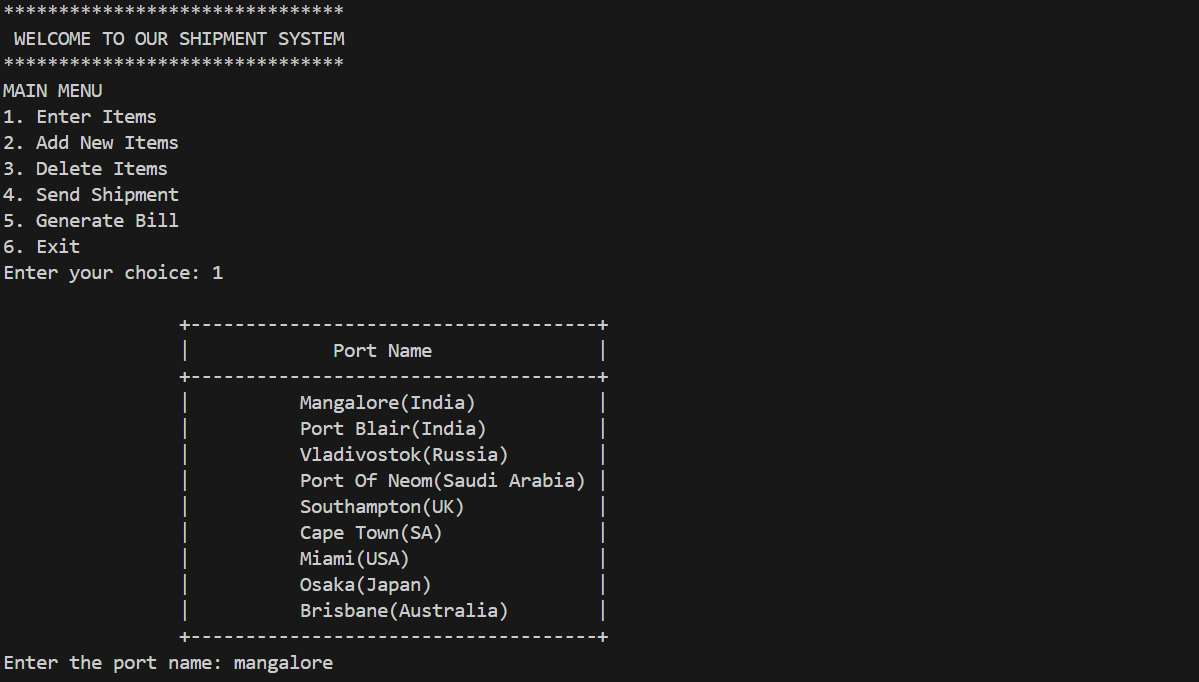 *******************************
 WELCOME TO OUR SHIPMENT SYSTEM
*******************************
MAIN MENU
1. Enter Items
2. Add New Items
3. Delete Items
4. Send Shipment
5. Generate Bill
6. Exit
Enter your choice: 1

                +-------------------------------------+
                |             Port Name               |
                +-------------------------------------+
                |          Mangalore(India)           |
                |          Port Blair(India)          |
                |          Vladivostok(Russia)        |
                |          Port Of Neom(Saudi Arabia) |
                |          Southampton(UK)            |
                |          Cape Town(SA)              |
                |          Miami(USA)                 |
                |          Osaka(Japan)               |
                |          Brisbane(Australia)        |
                +-------------------------------------+
Enter the port name: mangalore